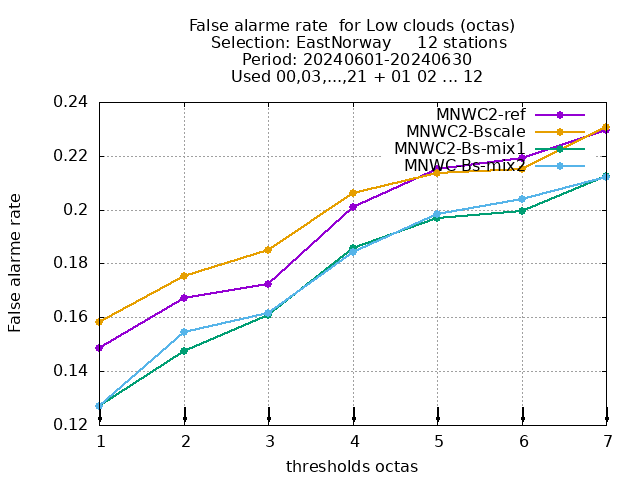 False alarme rate  for Low clouds (octas)
Selection: EastNorway     12 stations
Period: 20240601-20240630
Used 00,03,...,21 + 01 02 ... 12
0.24
0.22
0.2
0.18
0.16
0.14
0.12
False alarme rate
MNWC2-ref
MNWC2-Bscale
MNWC2-Bs-mix1
MNWC-Bs-mix2
1 2 3 4 5 6 7
thresholds octas